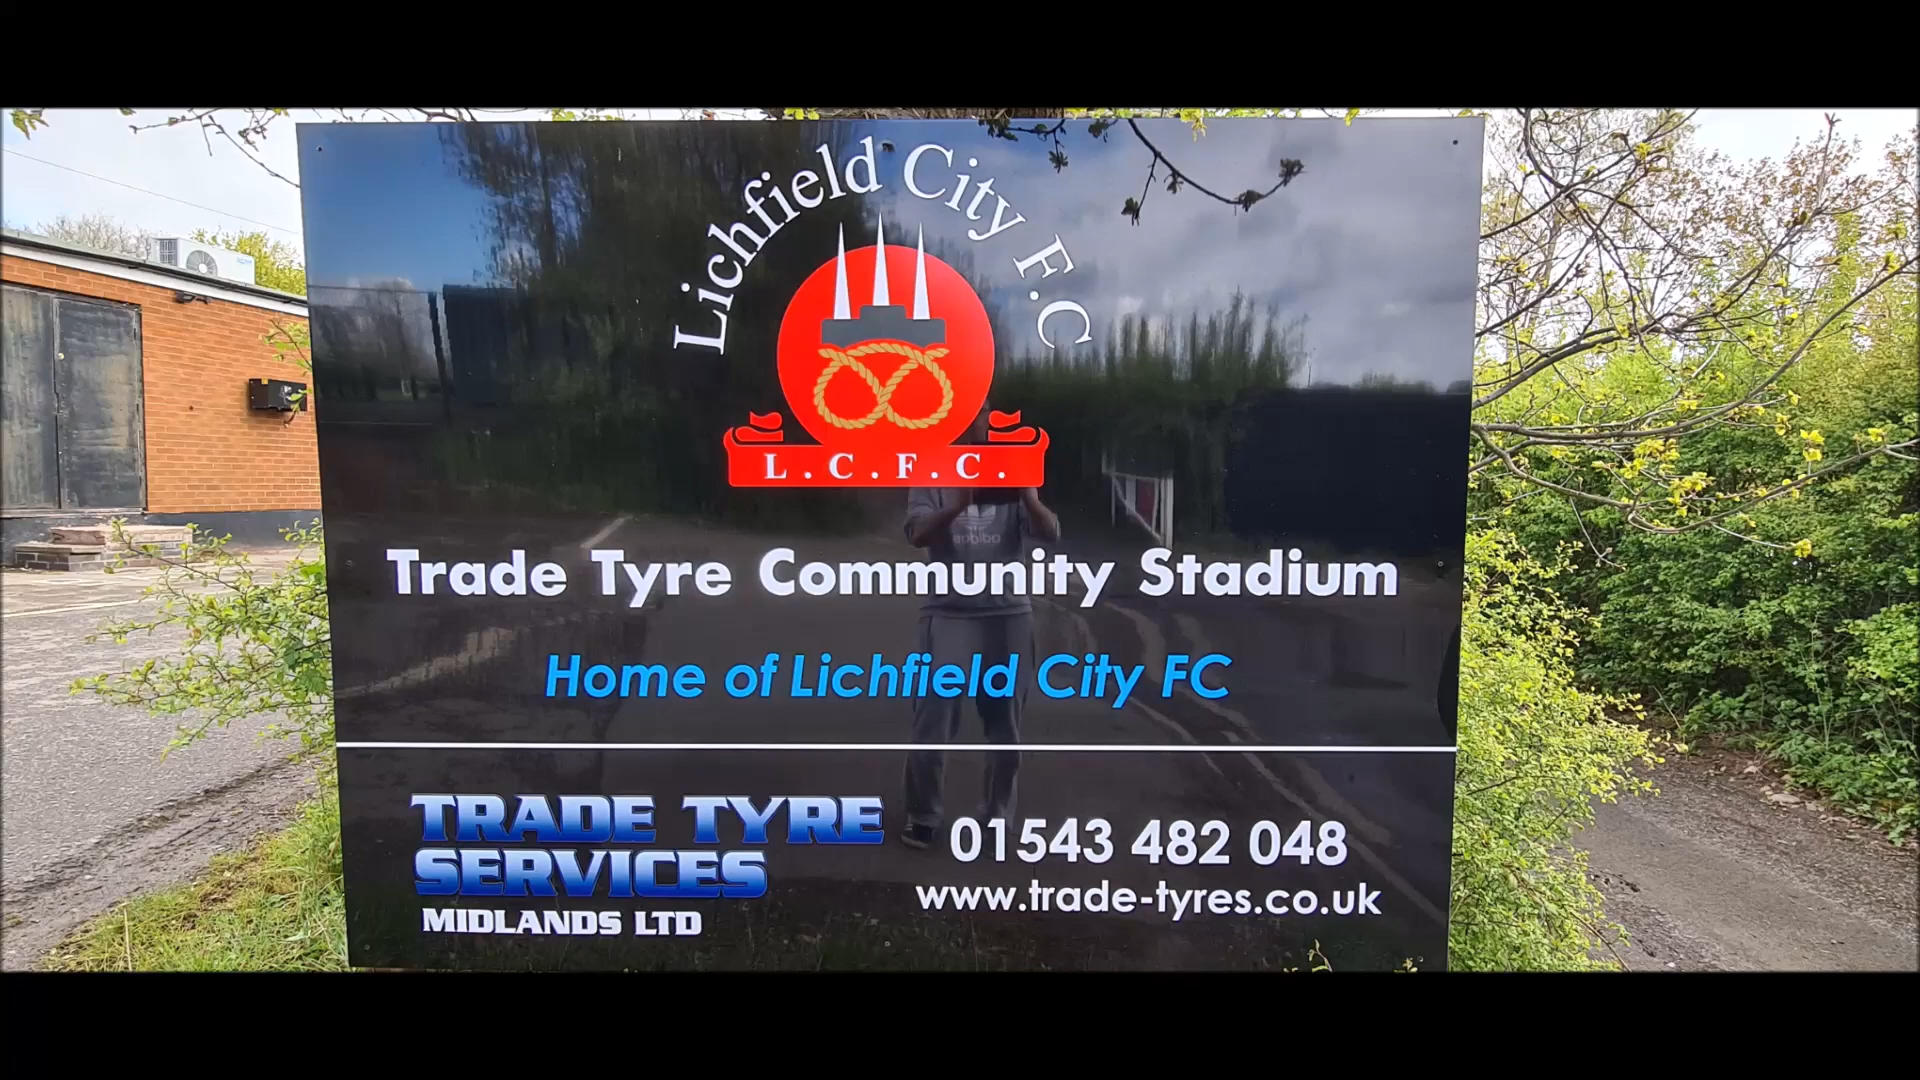 Lichfield City F.C
L.C.F.C.
Trade Tyre Community Stadium
Home of Lichfield City FC
TRADE TYRE
SERVICES
MIDLANDS LTD
01543 482 048
www.trade-tyres.co.uk